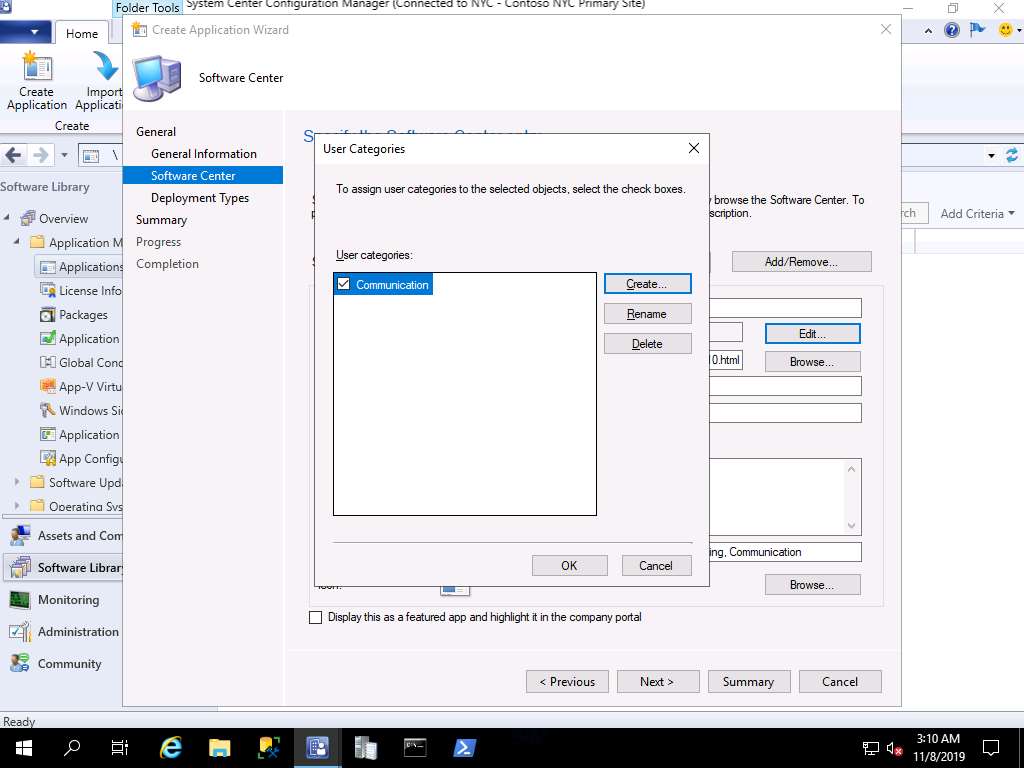 Folder Tools
System Center Configuration Manager (Connected to NYC - Contoso NYC Primary Site)
Home
Create Application Wizard
Create
Application
Import
Create
Software Center
\
Software Library
Overview
Application M
Applications
License Info
Packages
Application
Global Conc
App-V Virtu
Windows Sid
Application
App Configu
Software Upda
Operating Sys
Assets and Com
Software Library
Monitoring
Administration
Community
General
General Information
Software Center
Deployment Types
Summary
Progress
Completion
User Categories
To assign user categories to the selected objects, select the check boxes.
User categories:
Communication
Create...
Rename
Delete
OK
Cancel
browse the Software Center. To
Add/Remove...
Edit...
0.html
Browse...
ing, Communication
Browse...
Display this as a featured app and highlight it in the company portal
< Previous
Next >
Summary
Cancel
rch
Add Criteria
Ready
3:10 AM
11/8/2019